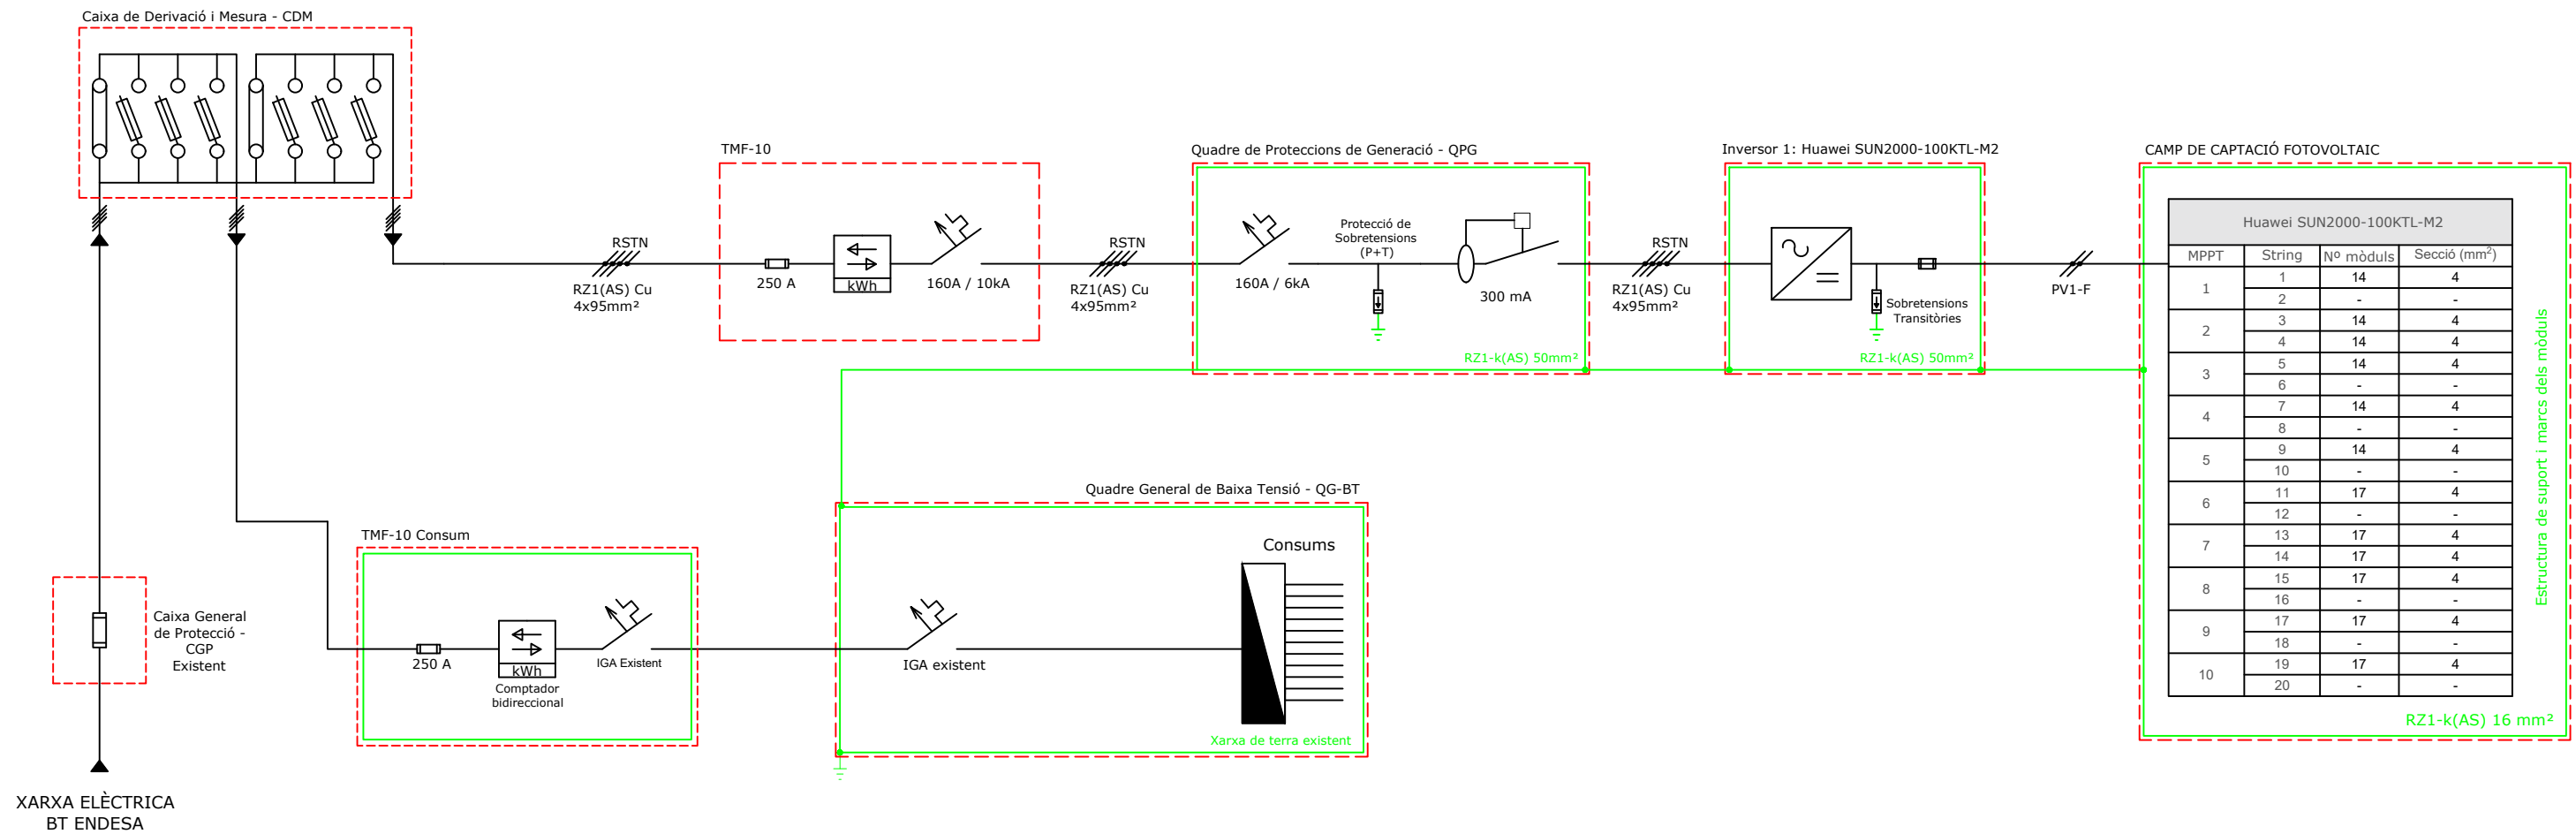 Caixa de Derivació i Mesura - CDM
TMF-10
Quadre de Proteccions de Generació - QPG
Inversor 1: Huawei SUN2000-100KTL-M2
CAMP DE CAPTACIÓ FOTOVOLTAIC
RSTN
RZ1(AS) Cu
4x95mm²
250 A
kWh
160A / 10kA
RSTN
RZ1(AS) Cu
4x95mm²
160A / 6kA
Protecció de
Sobretensions
(P+T)
300 mA
RZ1-k(AS) 50mm²
RSTN
RZ1(AS) Cu
4x95mm²
Sobretensions
Transitòries
RZ1-k(AS) 50mm²
PV1-F
Huawei SUN2000-100KTL-M2
MPPT String Nº mòduls Secció (mm²)
1 1 14 4
2 - -
2 3 14 4
4 14 4
3 5 14 4
6 - -
4 7 14 4
8 - -
5 9 14 4
10 - -
6 11 17 4
12 - -
7 13 17 4
14 17 4
8 15 17 4
16 - -
9 17 17 4
18 - -
10 19 17 4
20 - -
Estructura de suport i marcs dels mòduls
RZ1-k(AS) 16 mm²
Quadre General de Baixa Tensió - QG-BT
Consums
IGA existent
Xarxa de terra existent
TMF-10 Consum
250 A
kWh
Comptador
bidireccional
IGA Existent
Caixa General
de Protecció -
CGP
Existent
XARXA ELÈCTRICA
BT ENDESA